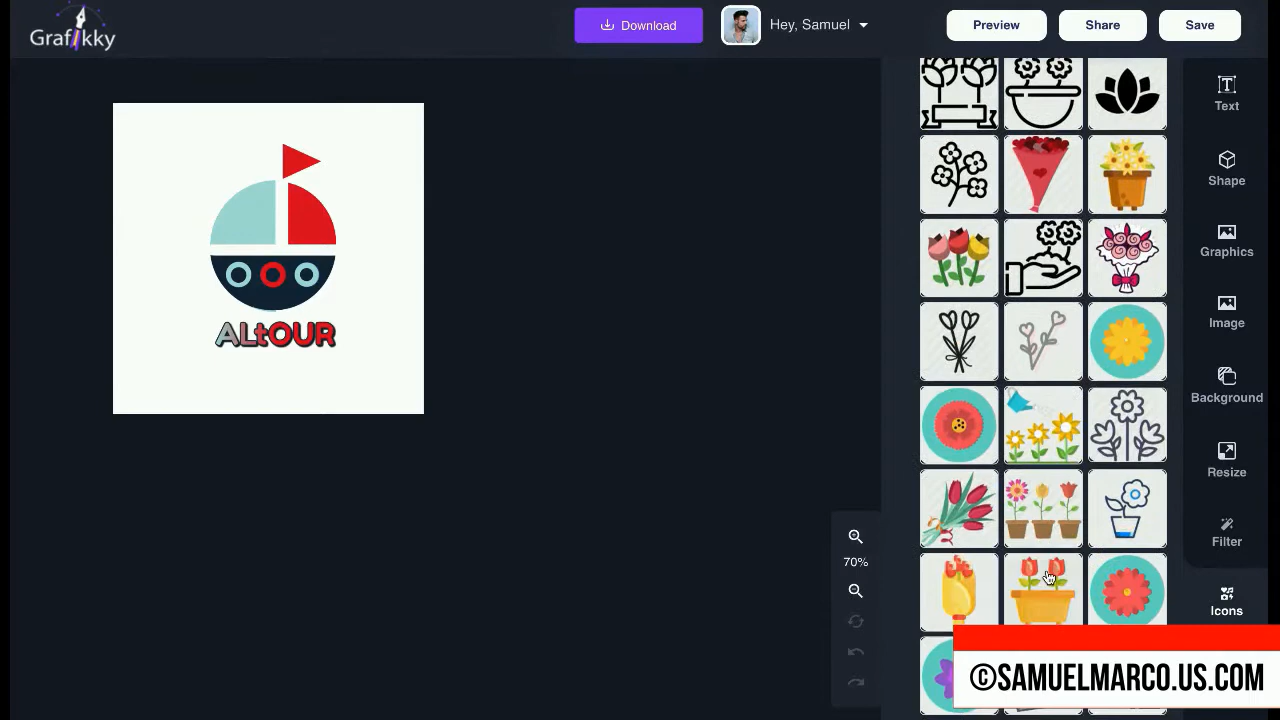 Grafikky
Download
Hey, Samuel
Preview
Share
Save
Text
Shape
Graphics
Image
Background
Resize
Filter
Icons
ALtOUR
70%
©SAMUELMARCO.US.COM